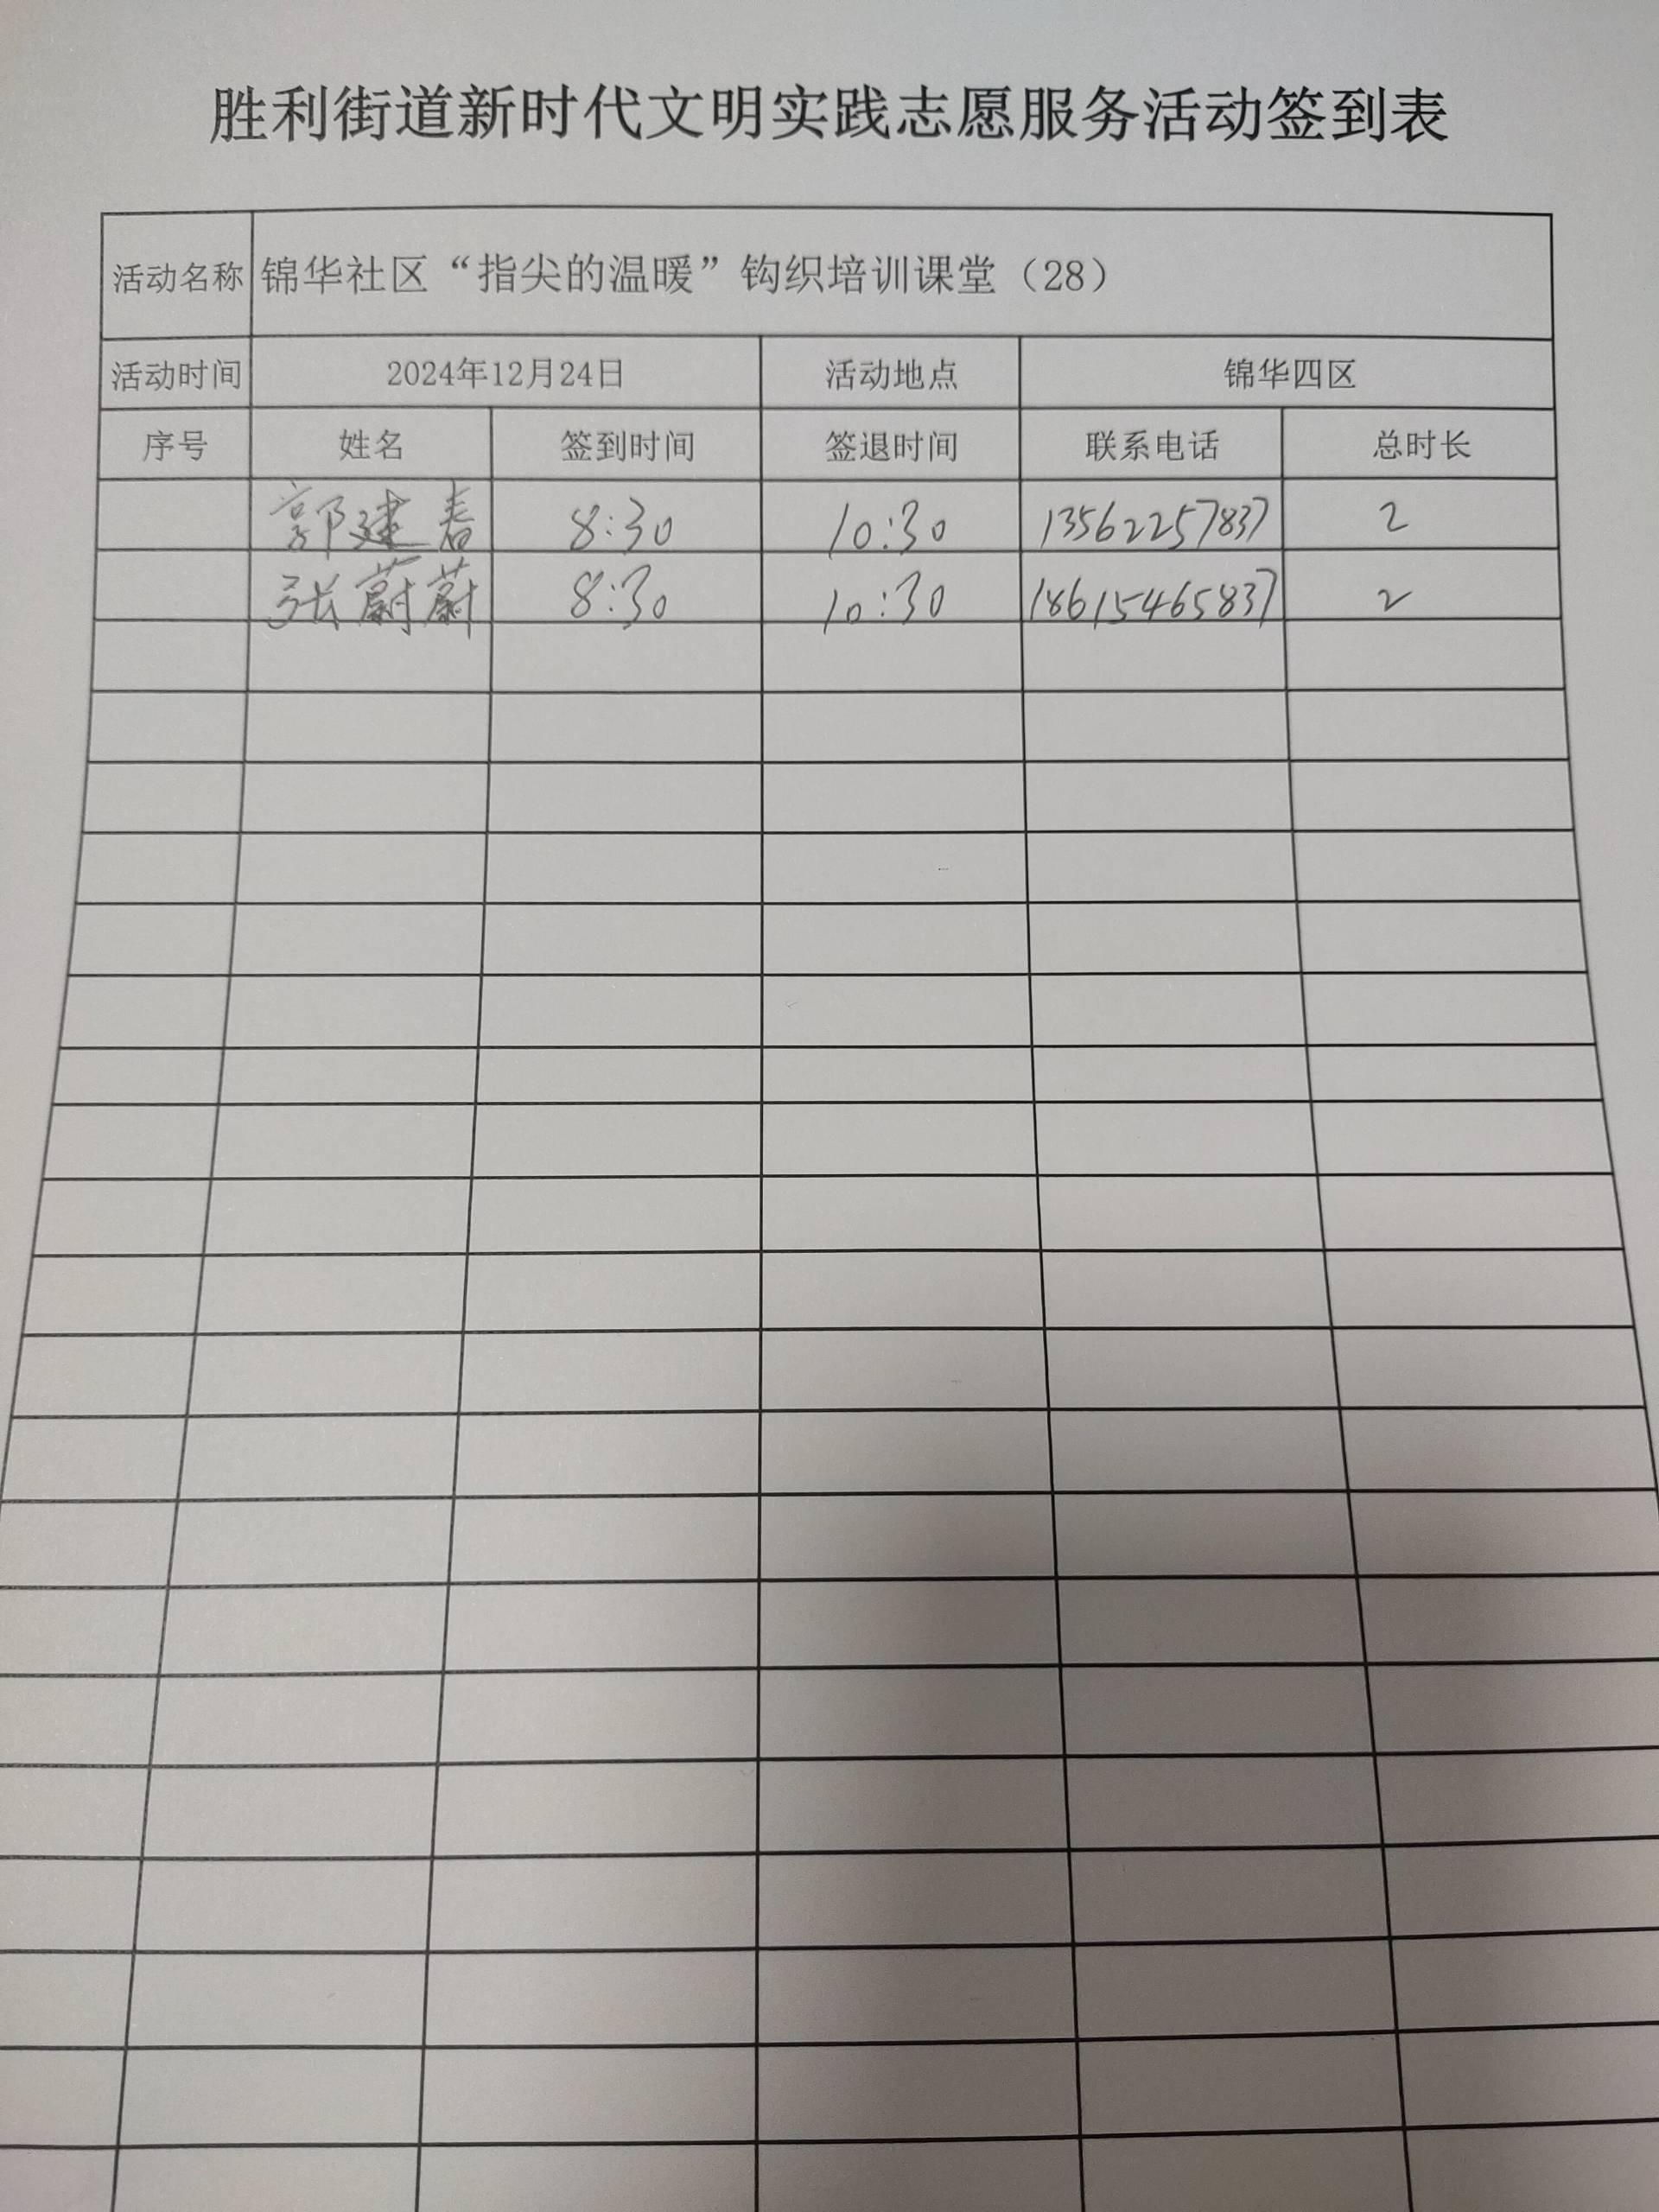 胜利街道新时代文明实践志愿服务活动签到表
活动名称 锦华社区“指尖的温暖”钩织培训课堂（28）
活动时间 2024年12月24日 活动地点 锦华四区
序号 姓名 签到时间 签退时间 联系电话 总时长
郭建春 8:30 10:30 13562257837 2
张蔚蔚 8:30 10:30 18615465837 2